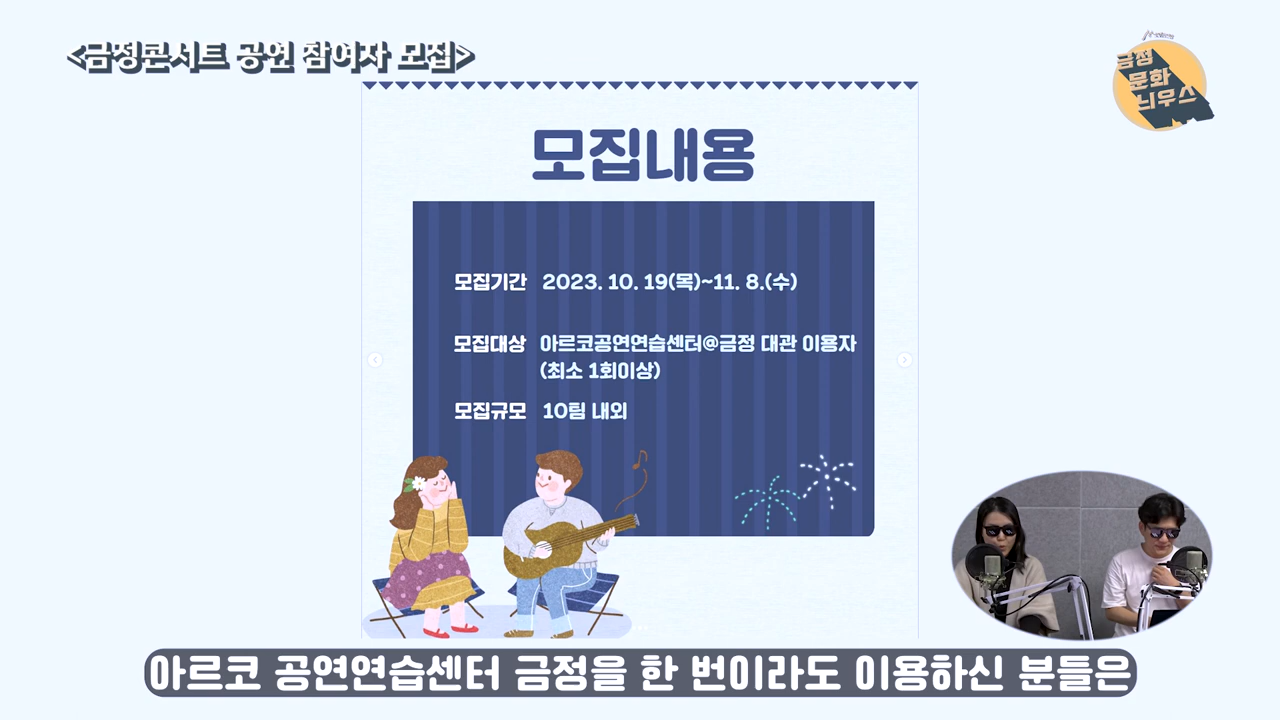 <금정콘서트 공연 참여자 모집>
금정
문화
늬우스
모집내용
모집기간 2023. 10. 19(목)~11. 8.(수)
모집대상 아르코공연연습센터@금정 대관 이용자
(최소 1회이상)
모집규모 10팀 내외
아르코 공연연습센터 금정을 한 번이라도 이용하신 분들은